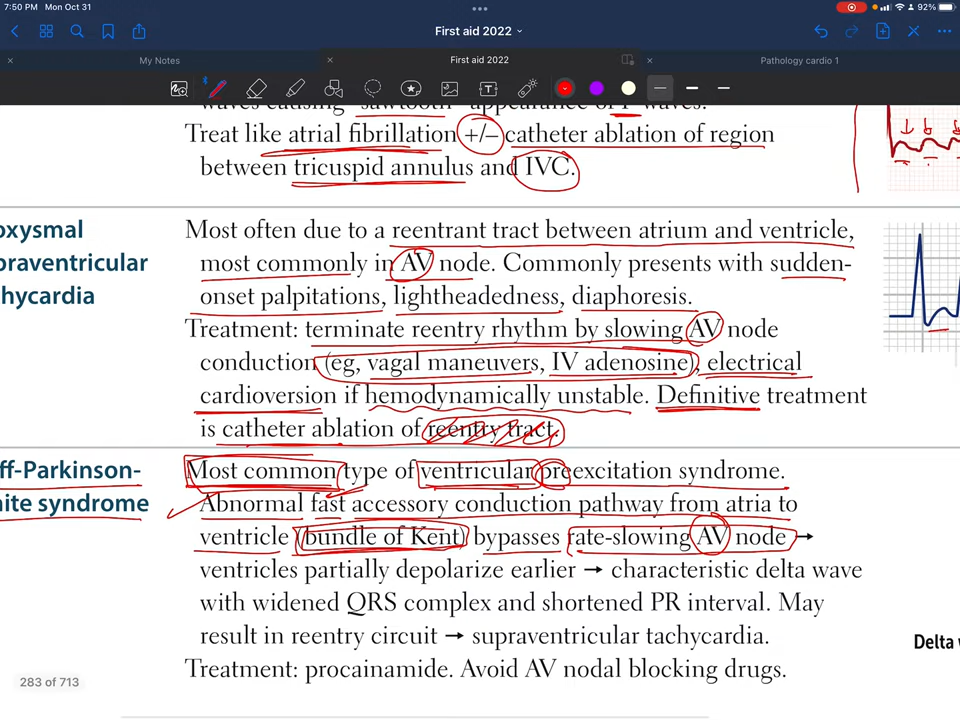 7:50 PM Mon Oct 31
92%
First aid 2022
My Notes
First aid 2022
Pathology cardio 1
waves causing “sawtooth” appearance of P waves.
Treat like atrial fibrillation +/– catheter ablation of region
between tricuspid annulus and IVC.
oxysmal
praventricular
hycardia
Most often due to a reentrant tract between atrium and ventricle,
most commonly in AV node. Commonly presents with sudden-
onset palpitations, lightheadedness, diaphoresis.
Treatment: terminate reentry rhythm by slowing AV node
conduction (eg, vagal maneuvers, IV adenosine), electrical
cardioversion if hemodynamically unstable. Definitive treatment
is catheter ablation of reentry tract.
ff-Parkinson-
hite syndrome
Most common type of ventricular preexcitation syndrome.
Abnormal fast accessory conduction pathway from atria to
ventricle (bundle of Kent) bypasses rate-slowing AV node →
ventricles partially depolarize earlier → characteristic delta wave
with widened QRS complex and shortened PR interval. May
result in reentry circuit → supraventricular tachycardia.
Treatment: procainamide. Avoid AV nodal blocking drugs.
Delta
283 of 713